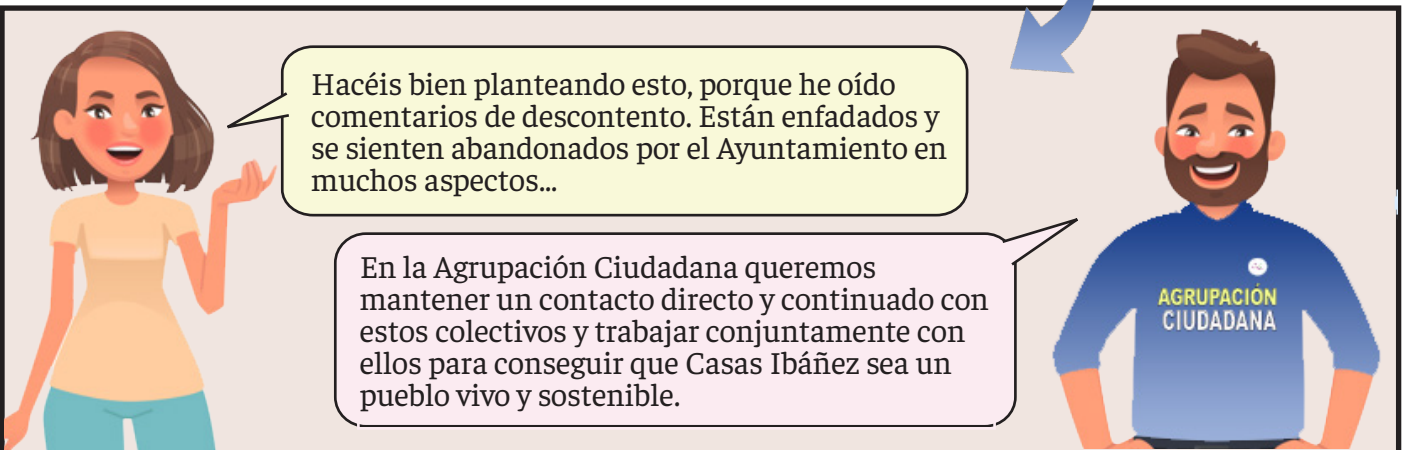 Hacéis bien planteando esto, porque he oído
comentarios de descontento. Están enfadados y
se sienten abandonados por el Ayuntamiento en
muchos aspectos...
En la Agrupación Ciudadana queremos
mantener un contacto directo y continuado con
estos colectivos y trabajar conjuntamente con
ellos para conseguir que Casas Ibáñez sea un
pueblo vivo y sostenible.
AGRUPACIÓN
CIUDADANA